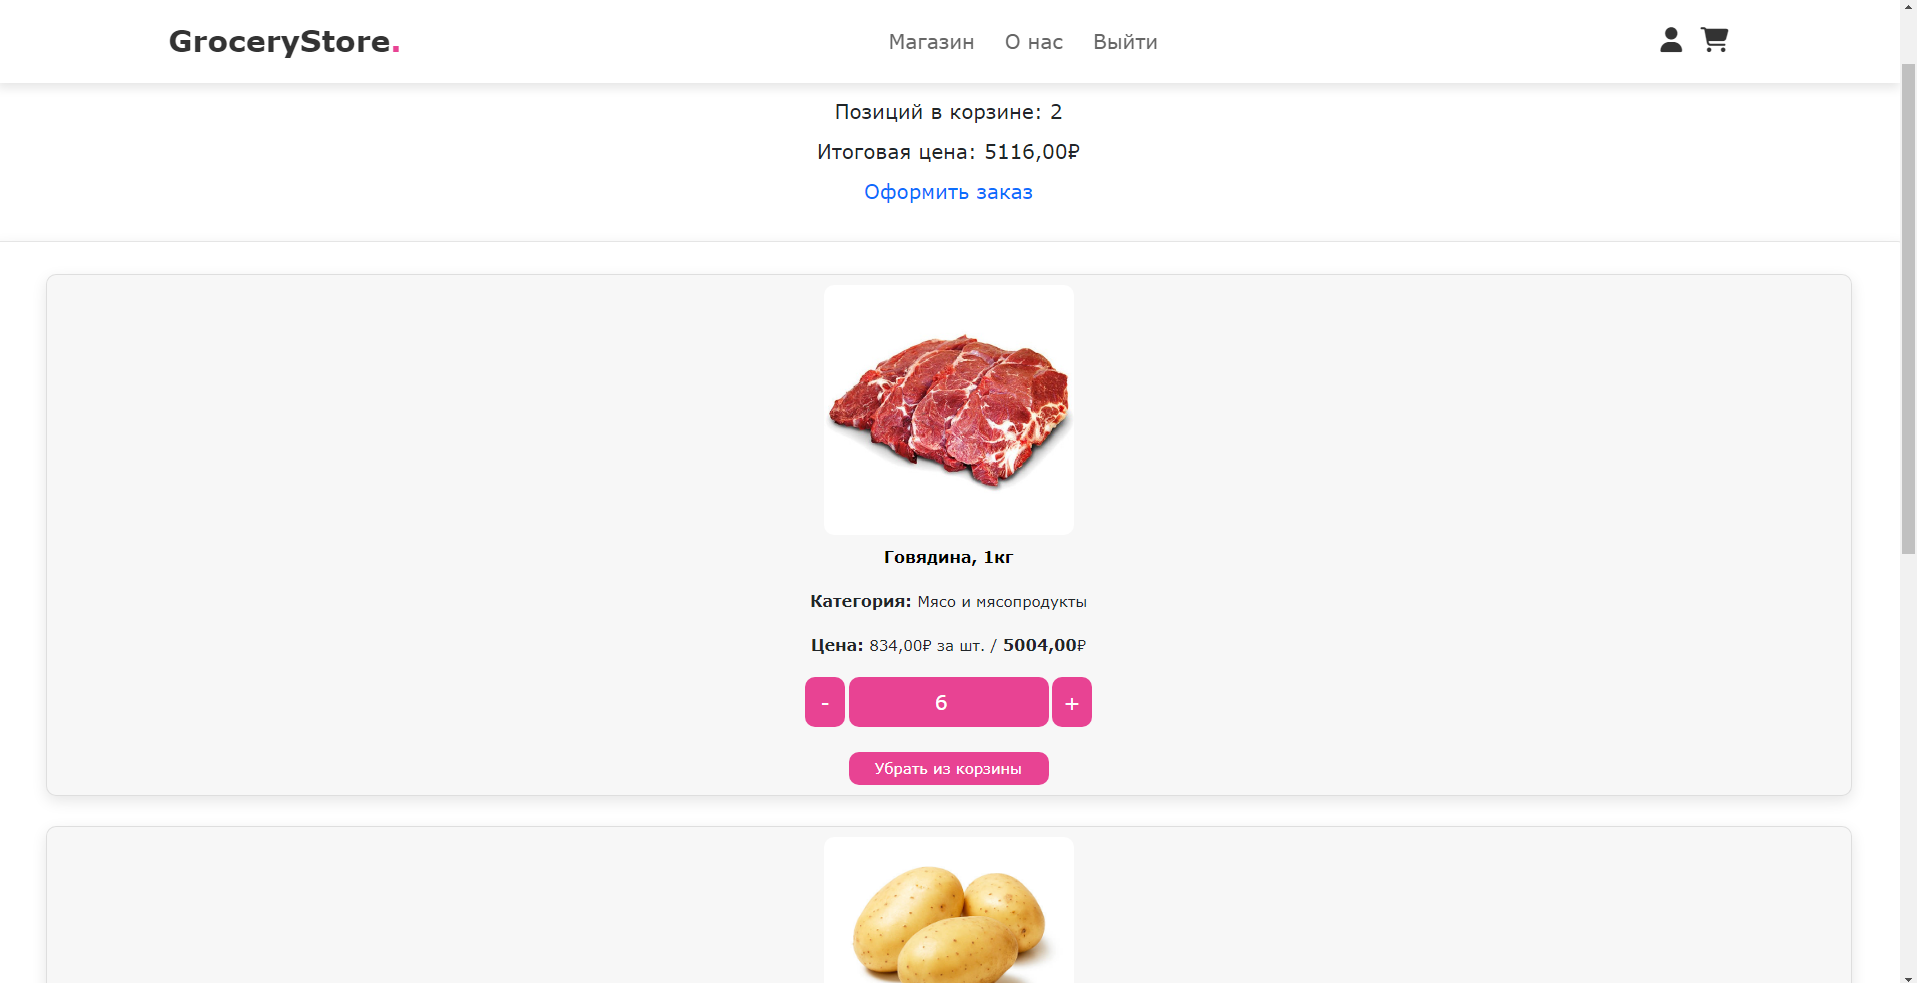 GroceryStore.
Магазин О нас Выйти
Позиций в корзине: 2
Итоговая цена: 5116,00₽
Оформить заказ
Говядина, 1кг
Категория: Мясо и мясопродукты
Цена: 834,00₽ за шт. / 5004,00₽
- 6 +
Убрать из корзины